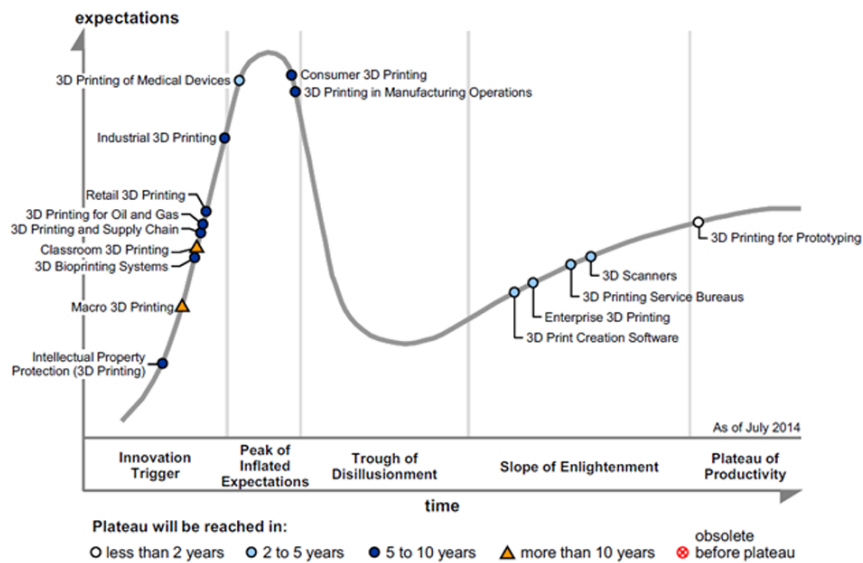 expectations
3D Printing of Medical Devices
Consumer 3D Printing
3D Printing in Manufacturing Operations
Industrial 3D Printing
Retail 3D Printing
3D Printing for Oil and Gas
3D Printing and Supply Chain
Classroom 3D Printing
3D Bioprinting Systems
Macro 3D Printing
Intellectual Property
Protection (3D Printing)
3D Printing for Prototyping
3D Scanners
3D Printing Service Bureaus
Enterprise 3D Printing
3D Print Creation Software
As of July 2014
Innovation
Trigger
Peak of
Inflated
Expectations
Trough of
Disillusionment
Slope of Enlightenment
Plateau of
Productivity
time
Plateau will be reached in:
less than 2 years
2 to 5 years
5 to 10 years
more than 10 years
obsolete
before plateau